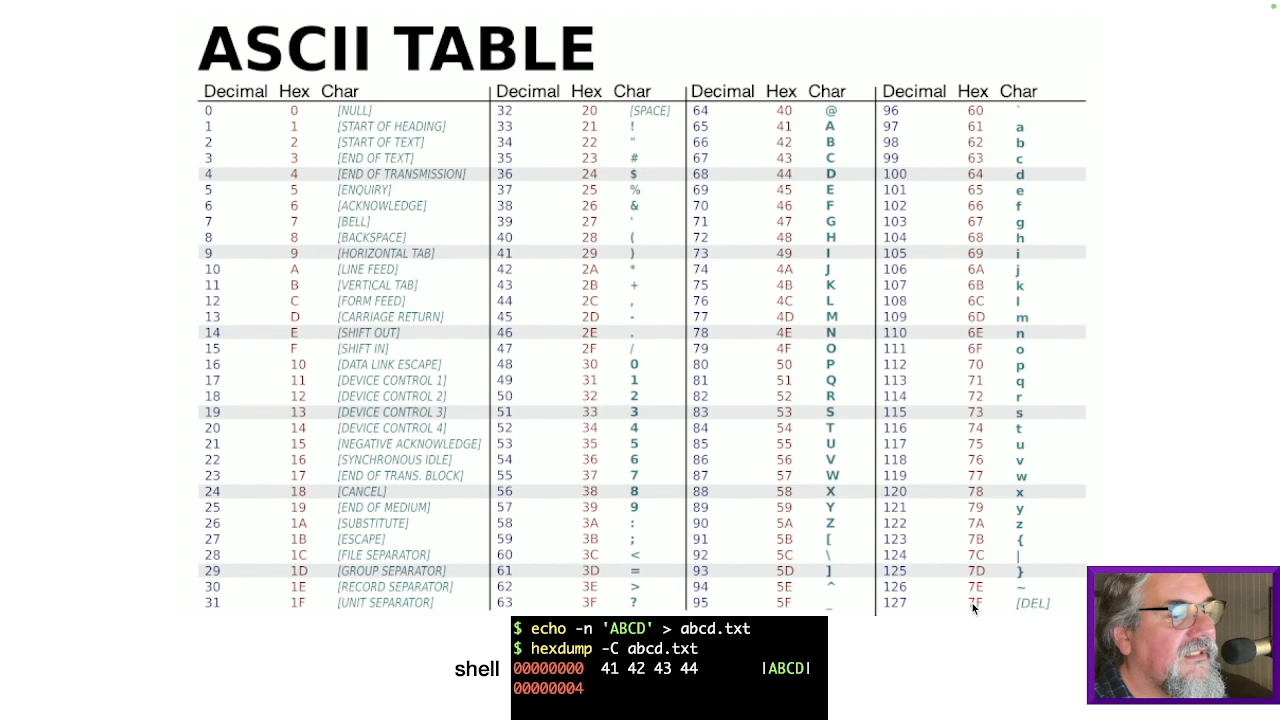 ASCII TABLE
Decimal Hex Char Decimal Hex Char Decimal Hex Char Decimal Hex Char
0 0 [NULL] 32 20 [SPACE] 64 40 @ 96 60 `
1 1 [START OF HEADING] 33 21 ! 65 41 A 97 61 a
2 2 [START OF TEXT] 34 22 " 66 42 B 98 62 b
3 3 [END OF TEXT] 35 23 # 67 43 C 99 63 c
4 4 [END OF TRANSMISSION] 36 24 $ 68 44 D 100 64 d
5 5 [ENQUIRY] 37 25 % 69 45 E 101 65 e
6 6 [ACKNOWLEDGE] 38 26 & 70 46 F 102 66 f
7 7 [BELL] 39 27 ' 71 47 G 103 67 g
8 8 [BACKSPACE] 40 28 ( 72 48 H 104 68 h
9 9 [HORIZONTAL TAB] 41 29 ) 73 49 I 105 69 i
10 A [LINE FEED] 42 2A * 74 4A J 106 6A j
11 B [VERTICAL TAB] 43 2B + 75 4B K 107 6B k
12 C [FORM FEED] 44 2C , 76 4C L 108 6C l
13 D [CARRIAGE RETURN] 45 2D - 77 4D M 109 6D m
14 E [SHIFT OUT] 46 2E . 78 4E N 110 6E n
15 F [SHIFT IN] 47 2F / 79 4F O 111 6F o
16 10 [DATA LINK ESCAPE] 48 30 0 80 50 P 112 70 p
17 11 [DEVICE CONTROL 1] 49 31 1 81 51 Q 113 71 q
18 12 [DEVICE CONTROL 2] 50 32 2 82 52 R 114 72 r
19 13 [DEVICE CONTROL 3] 51 33 3 83 53 S 115 73 s
20 14 [DEVICE CONTROL 4] 52 34 4 84 54 T 116 74 t
21 15 [NEGATIVE ACKNOWLEDGE] 53 35 5 85 55 U 117 75 u
22 16 [SYNCHRONOUS IDLE] 54 36 6 86 56 V 118 76 v
23 17 [END OF TRANS. BLOCK] 55 37 7 87 57 W 119 77 w
24 18 [CANCEL] 56 38 8 88 58 X 120 78 x
25 19 [END OF MEDIUM] 57 39 9 89 59 Y 121 79 y
26 1A [SUBSTITUTE] 58 3A : 90 5A Z 122 7A z
27 1B [ESCAPE] 59 3B ; 91 5B [ 123 7B {
28 1C [FILE SEPARATOR] 60 3C < 92 5C \ 124 7C |
29 1D [GROUP SEPARATOR] 61 3D = 93 5D ] 125 7D }
30 1E [RECORD SEPARATOR] 62 3E > 94 5E ^ 126 7E ~
31 1F [UNIT SEPARATOR] 63 3F ? 95 5F _ 127 7F [DEL]
$ echo -n 'ABCD' > abcd.txt
$ hexdump -C abcd.txt
shell 00000000 41 42 43 44 |ABCD|
00000004